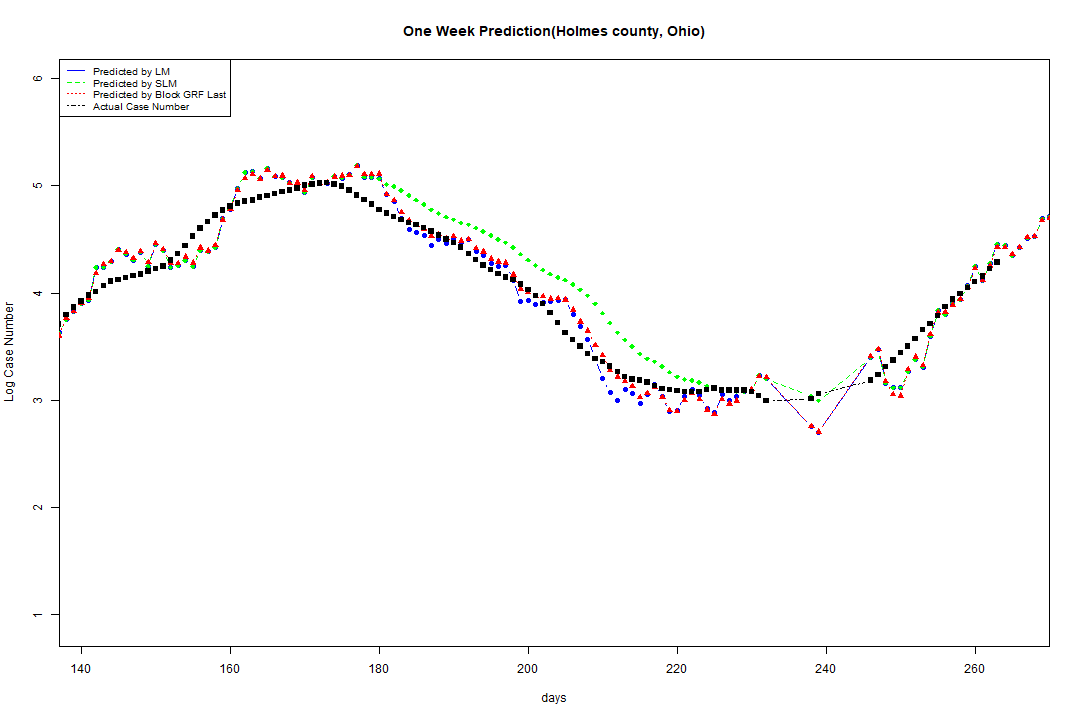 One Week Prediction(Holmes county, Ohio)
Predicted by LM
Predicted by SLM
Predicted by Block GRF Last
Actual Case Number
6
5
4
3
2
1
Log Case Number
140 160 180 200 220 240 260
days